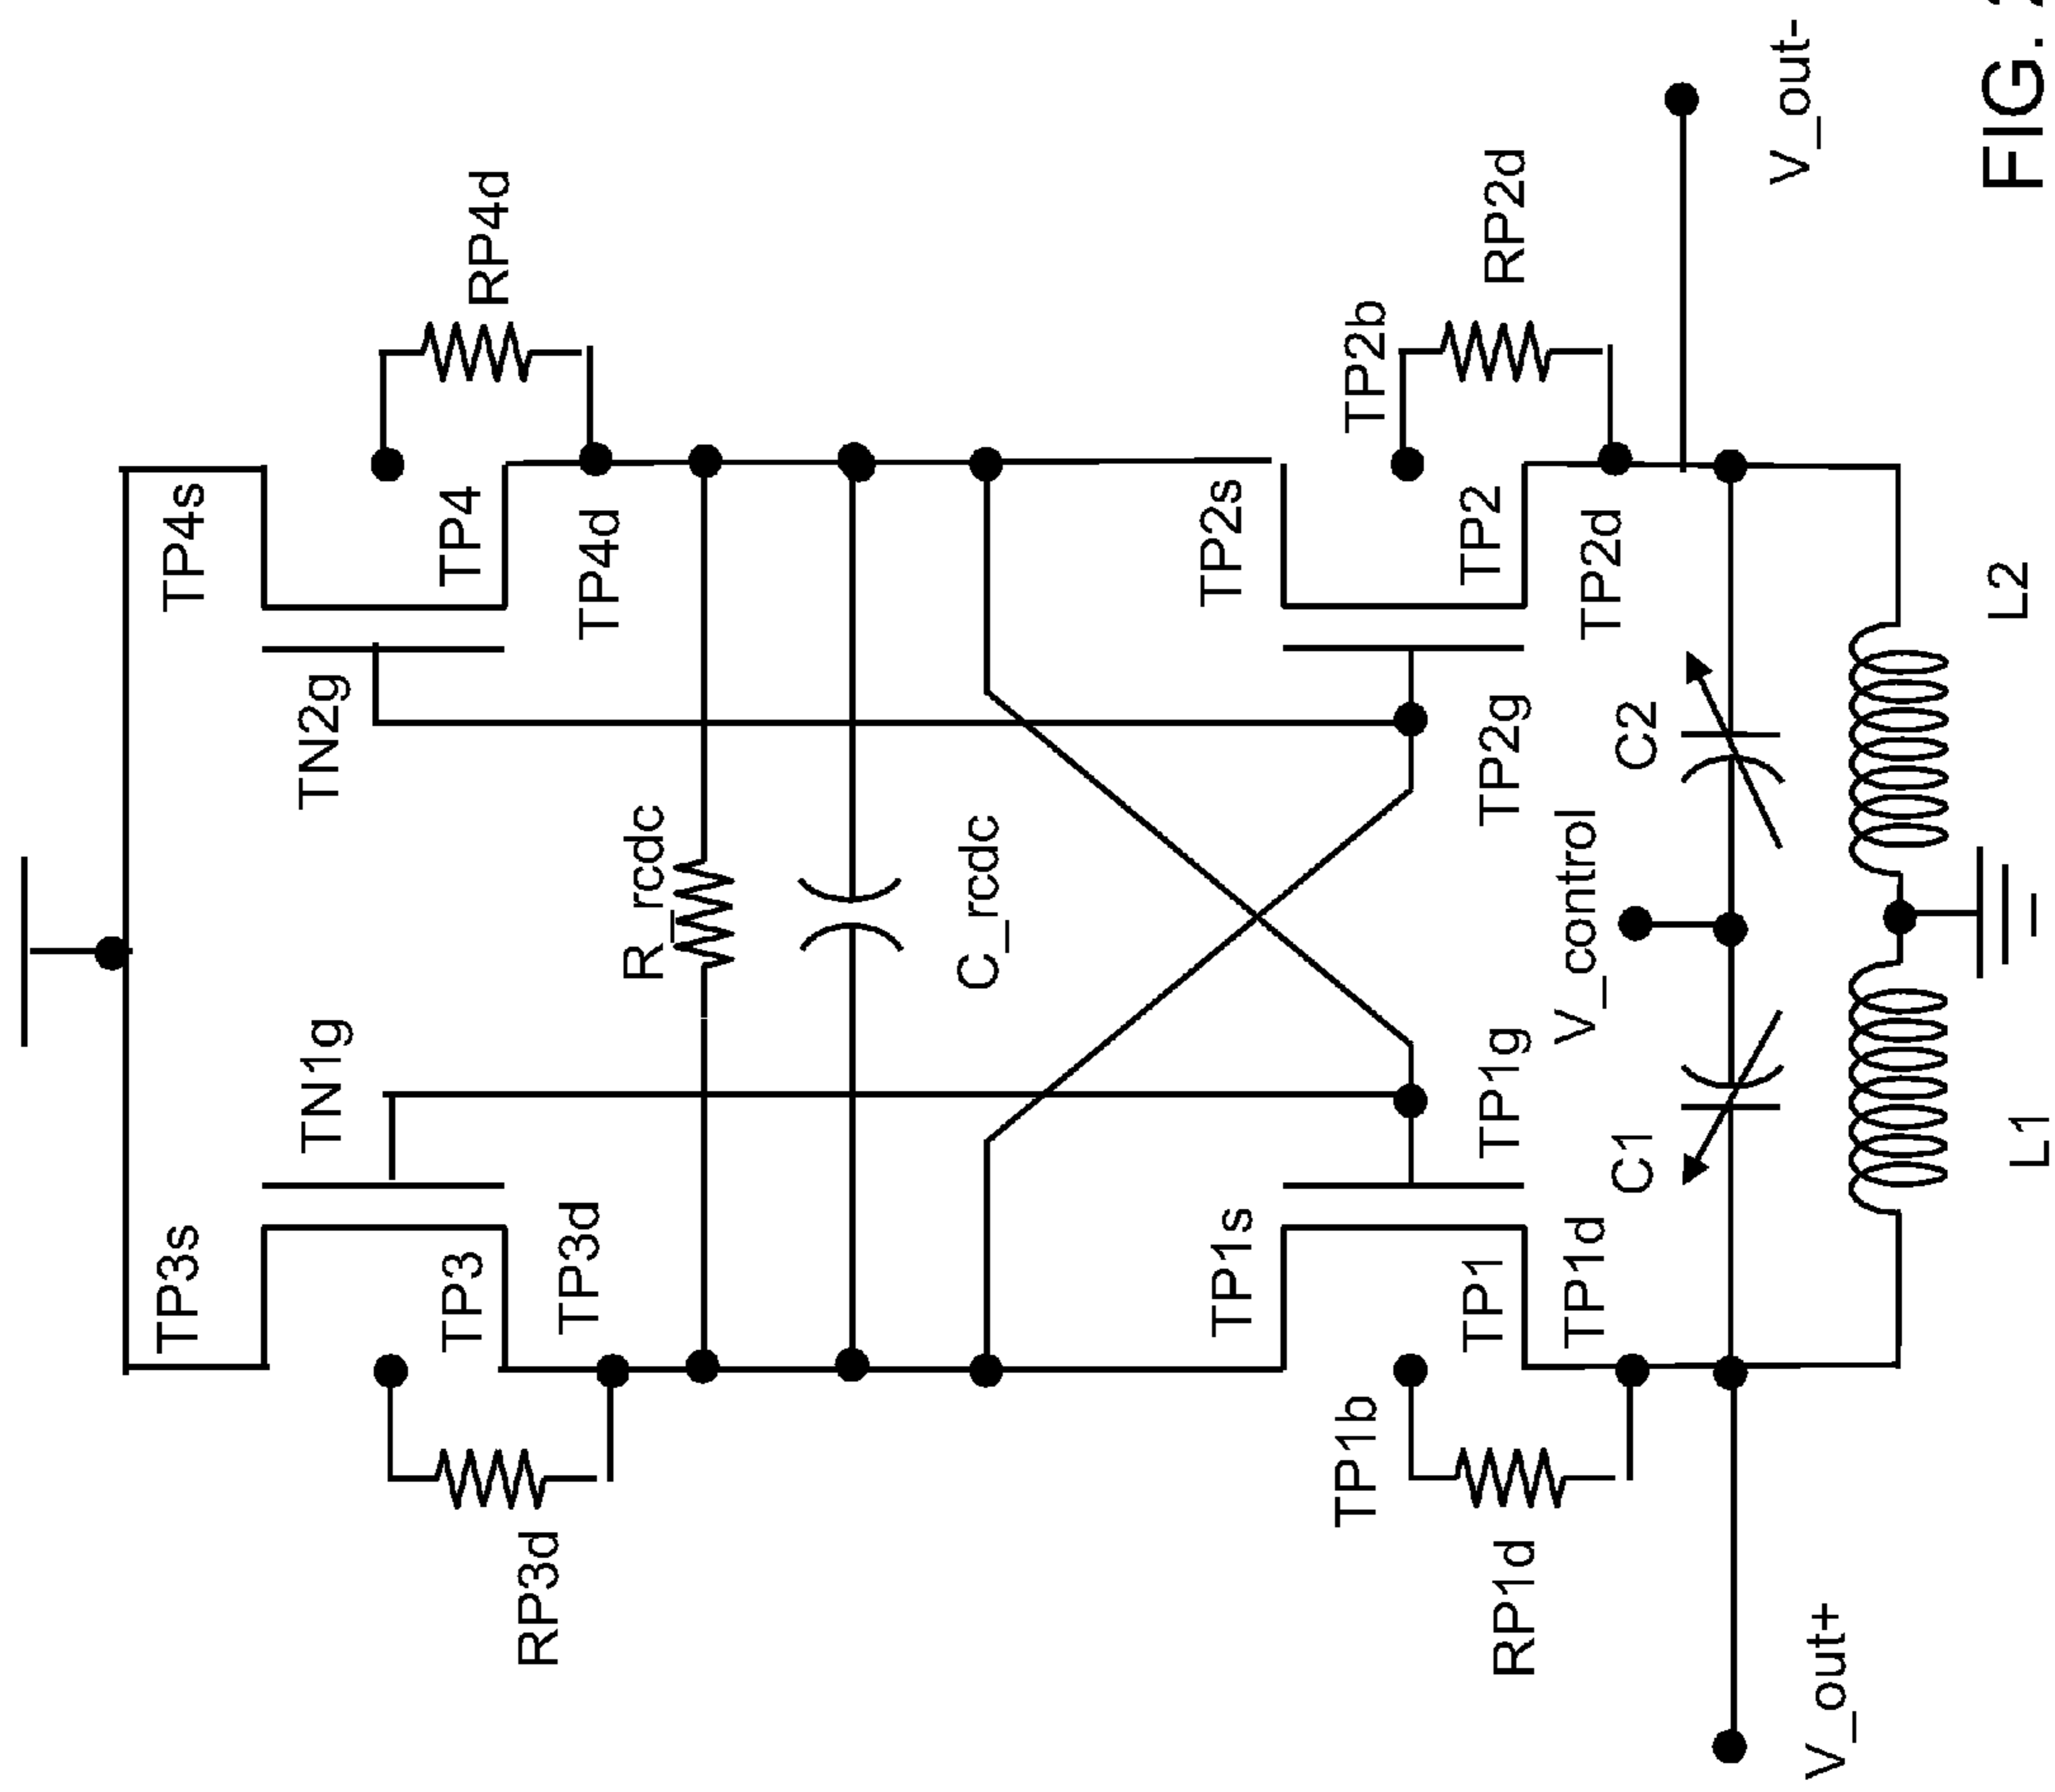 TP3s
TP4s
TN1g
TN2g
TP3
TP4
RP3d
RP4d
TP3d
TP4d
R_rcdc
C_rcdc
TP1s
TP2s
TP1b
TP2b
TP1
TP2
TP1g
TP2g
RP1d
RP2d
TP1d
TP2d
V_control
C1
C2
V_out+
V_out-
L1
L2
FIG.